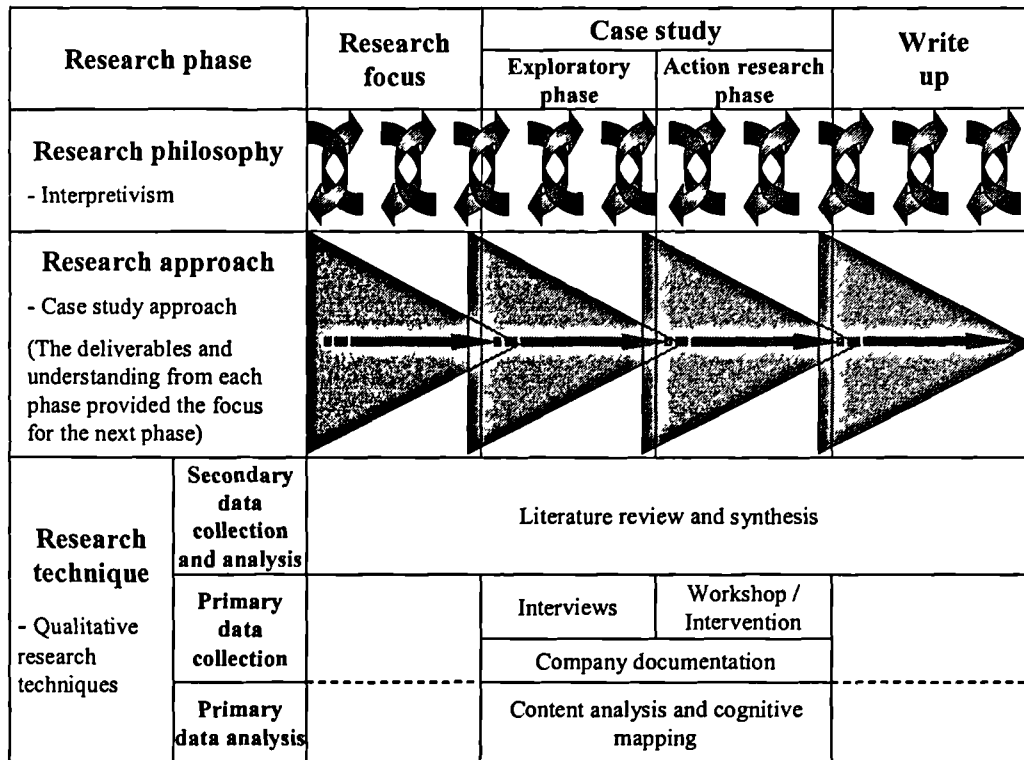 Research phase
Research
focus
Case study
Exploratory
phase
Action research
phase
Write
up
Research philosophy
- Interpretivism
Research approach
- Case study approach
(The deliverables and
understanding from each
phase provided the focus
for the next phase)
Research
technique
- Qualitative
research
techniques
Secondary
data
collection
and analysis
Literature review and synthesis
Primary
data
collection
Interviews
Workshop /
Intervention
Company documentation
Primary
data analysis
Content analysis and cognitive
mapping